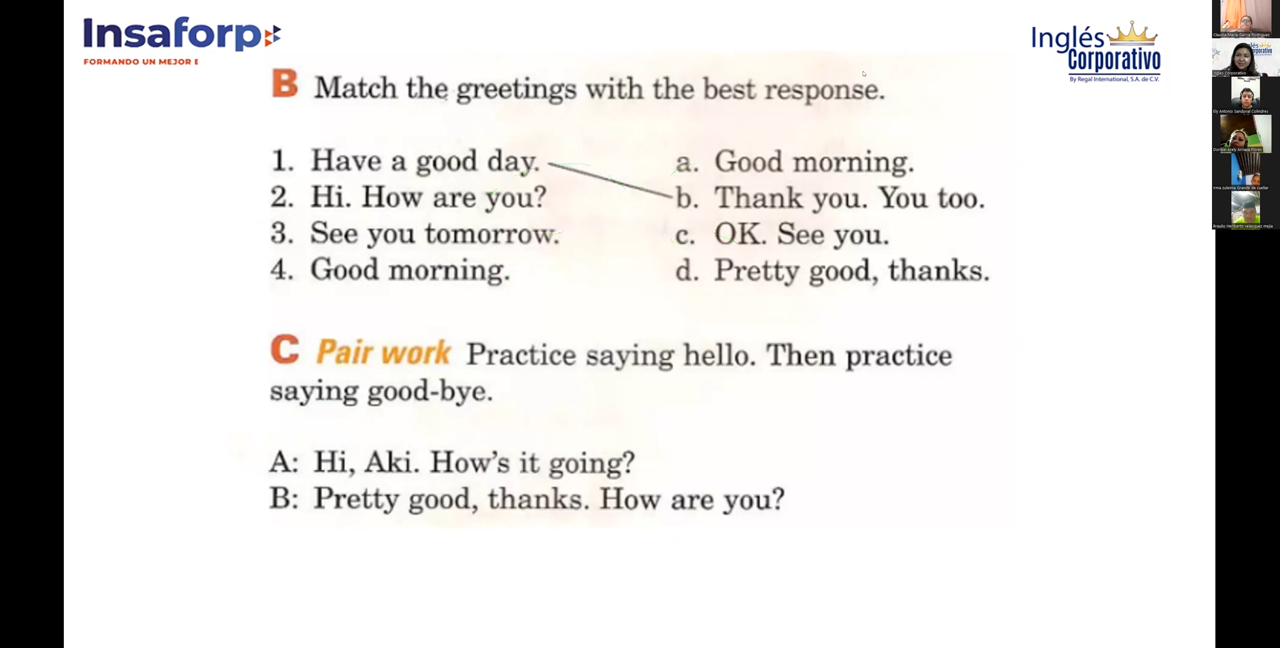 Insaforp
FORMANDO UN MEJOR E
Inglés
Corporativo
By Regal International, S.A. de C.V.
B Match the greetings with the best response.
1. Have a good day.
a. Good morning.
2. Hi. How are you?
b. Thank you. You too.
3. See you tomorrow.
c. OK. See you.
4. Good morning.
d. Pretty good, thanks.
C Pair work Practice saying hello. Then practice
saying good-bye.
A: Hi, Aki. How's it going?
B: Pretty good, thanks. How are you?